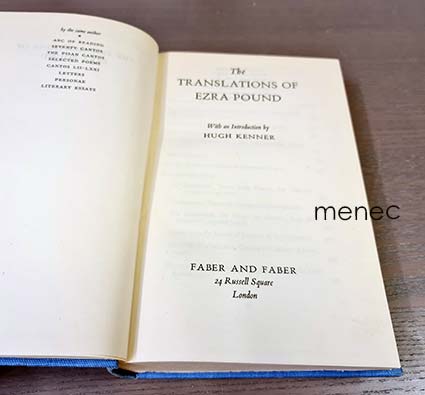 by the same author
ABC OF READING
SEVENTY CANTOS
THE PISAN CANTOS
SELECTED POEMS
CANTOS LII-LXXI
LETTERS
PERSONAE
LITERARY ESSAYS
The
TRANSLATIONS OF
EZRA POUND
With an Introduction by
HUGH KENNER
FABER AND FABER
24 Russell Square
London
menec